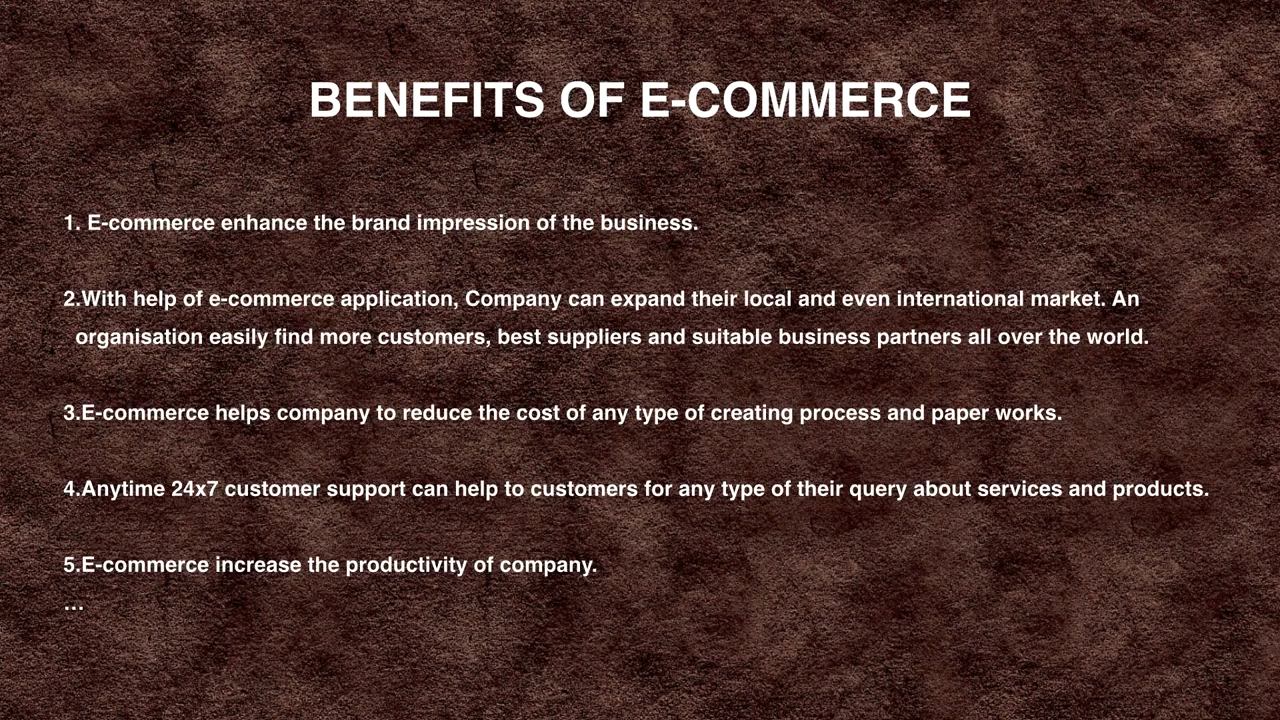 BENEFITS OF E-COMMERCE
1. E-commerce enhance the brand impression of the business.
2.With help of e-commerce application, Company can expand their local and even international market. An
organisation easily find more customers, best suppliers and suitable business partners all over the world.
3.E-commerce helps company to reduce the cost of any type of creating process and paper works.
4.Anytime 24x7 customer support can help to customers for any type of their query about services and products.
5.E-commerce increase the productivity of company.
…